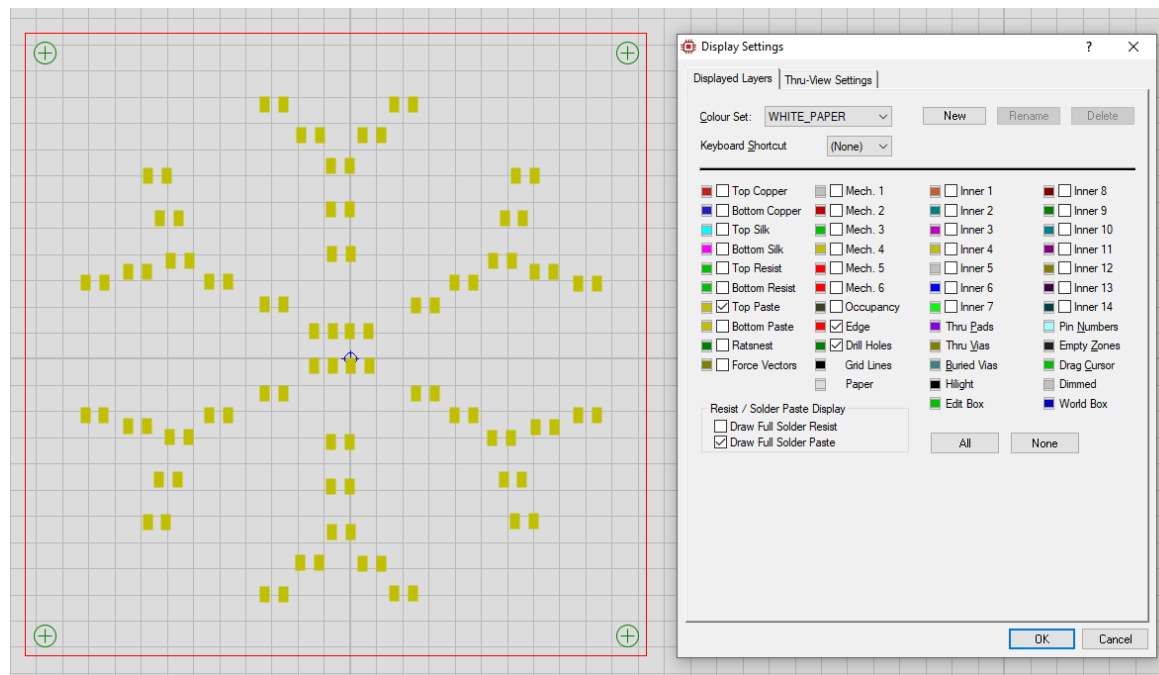 Display Settings
?
Displayed Layers Thru-View Settings
Colour Set: WHITE_PAPER New Rename Delete
Keyboard Shortcut (None)
Top Copper Mech. 1 Inner 1 Inner 8
Bottom Copper Mech. 2 Inner 2 Inner 9
Top Silk Mech. 3 Inner 3 Inner 10
Bottom Silk Mech. 4 Inner 4 Inner 11
Top Resist Mech. 5 Inner 5 Inner 12
Bottom Resist Mech. 6 Inner 6 Inner 13
Top Paste Occupancy Inner 7 Inner 14
Bottom Paste Edge Thru Pads Pin Numbers
Ratsnest Drill Holes Thru Vias Empty Zones
Force Vectors Grid Lines Buried Vias Drag Cursor
Paper Hilight Dimmed
Edit Box World Box
Resist / Solder Paste Display
Draw Full Solder Resist
Draw Full Solder Paste
All None
OK Cancel